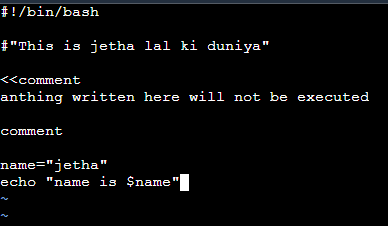 #!/bin/bash
#"This is jetha lal ki duniya"
<<comment
anthing written here will not be executed
comment
name="jetha"
echo "name is $name"
~
~